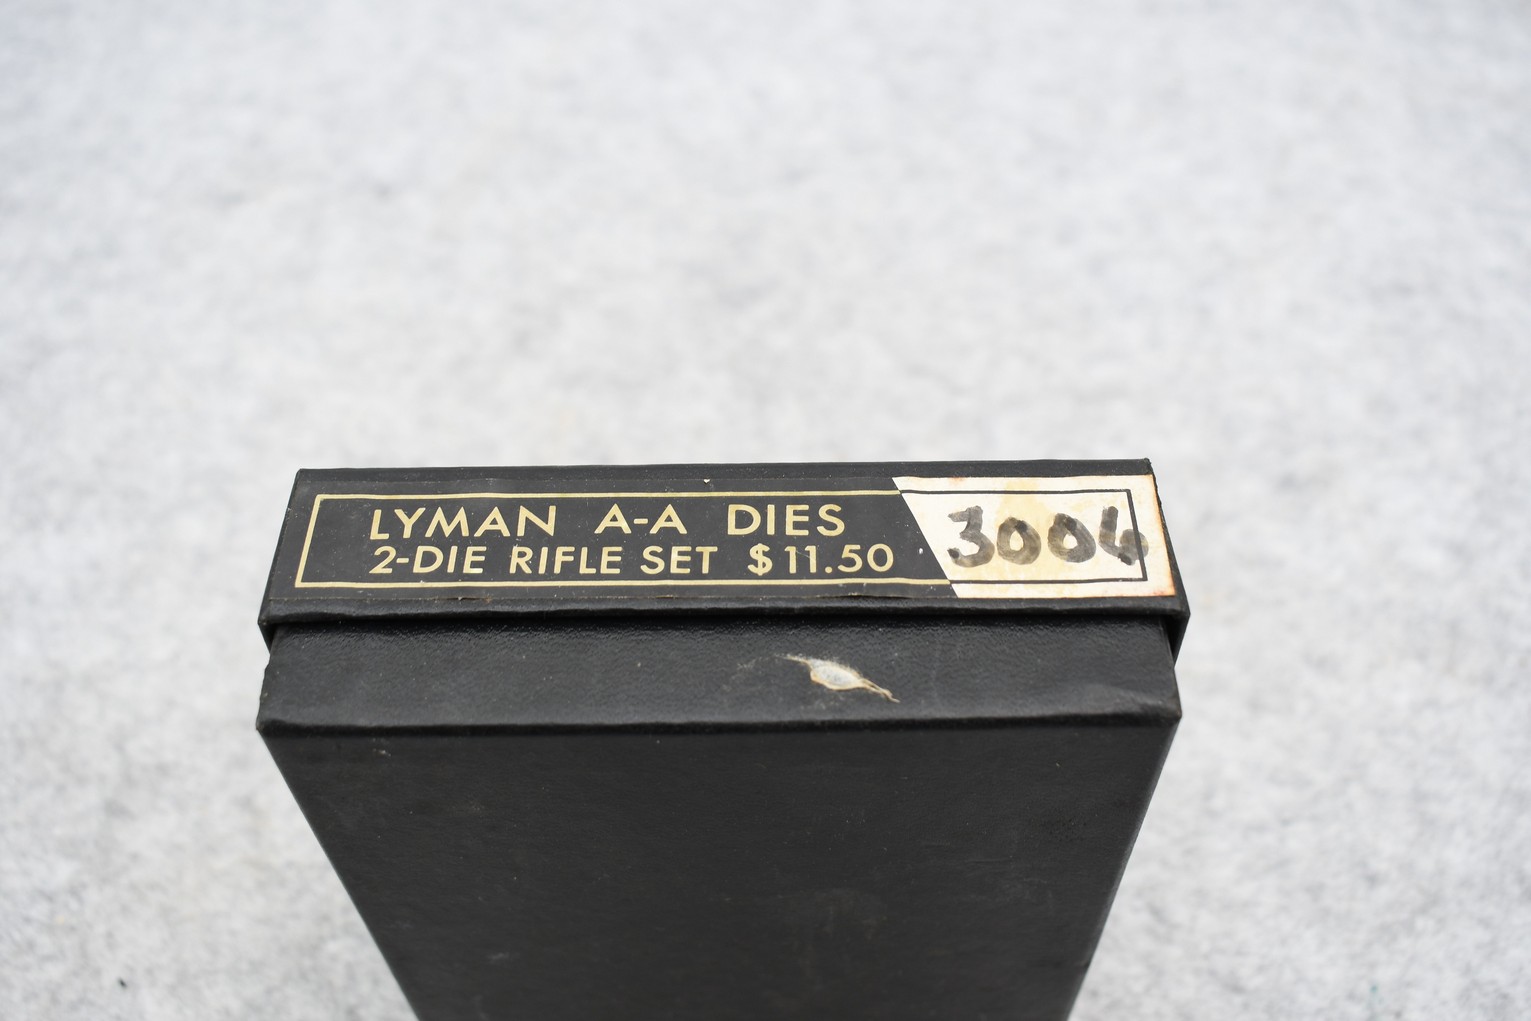 LYMAN A-A DIES
2-DIE RIFLE SET $11.50
3006